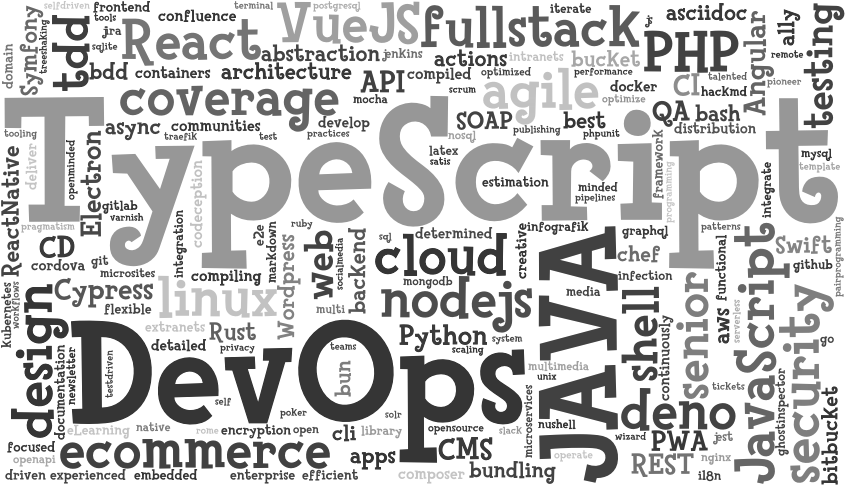 selfdriven
frontend
terminal
postgresql
iterate
js
asciidoc
domain
Symfony
treeshaking
tdd
tools
jra
sqlite
confluence
React
VueJS
fullstack
PHP
Angular
ally
remote
testing
abstraction
jenkins
actions
intranets
bucket
performance
CI
talented
pioneer
bdd
containers
architecture
API
compiled
optimized
scrum
agile
docker
optimize
hackmd
coverage
mocha
QA
bash
tooling
async
communities
develop
SOAP
best
distribution
traefik
test
practices
nosql
publishing
phpunit
TypeScript
deliver
openminded
Electron
latex
satis
framework
programming
mysql
template
ReactNative
gitlab
varnish
codeception
estimation
minded
pipelines
integrate
pragmatism
integration
e2e
markdown
ruby
web
socialmedia
backend
sql
determined
creative
infografik
graphql
patterns
Swift
pairprogramming
CD
cordova
git
microsites
cloud
JAVA
chef
github
Kubernetes
workflows
Cypress
compiling
Wordpress
mongodb
infection
functional
aws
JavaScript
flexible
linux
multi
nodejs
media
shell
continuously
senior
serverless
security
go
extranets
Rust
Python
system
design
documentation
newsletter
DevOps
testdriven
detailed
privacy
teams
bun
scaling
multimedia
unix
tickets
ghostinspector
bitbucket
self
poker
solr
microservices
deno
eLearning
native
rome
encryption
open
cli
library
opensource
slack
nushell
wizard
PWA
jest
focused
openapi
ecommerce
apps
CMS
operate
REST
nginx
driven
experienced
embedded
enterprise
efficient
composer
bundling
i18n